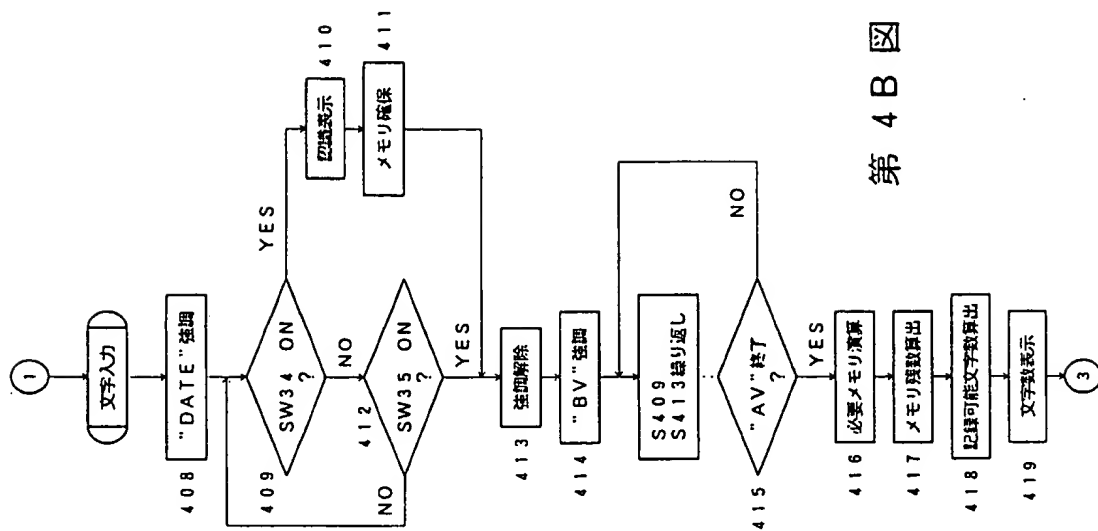 1
文字入力
"DATE"強調
408
SW34 ON
?
409
YES
NO
認識表示
410
メモリ確保
411
SW35 ON
?
412
NO
YES
強調解除
413
"BV"強調
414
S409
S413繰り返し
"AV"終了
?
415
NO
YES
必要メモリ演算
416
メモリ残数算出
417
記録可能文字数算出
418
文字数表示
419
3
第4B図